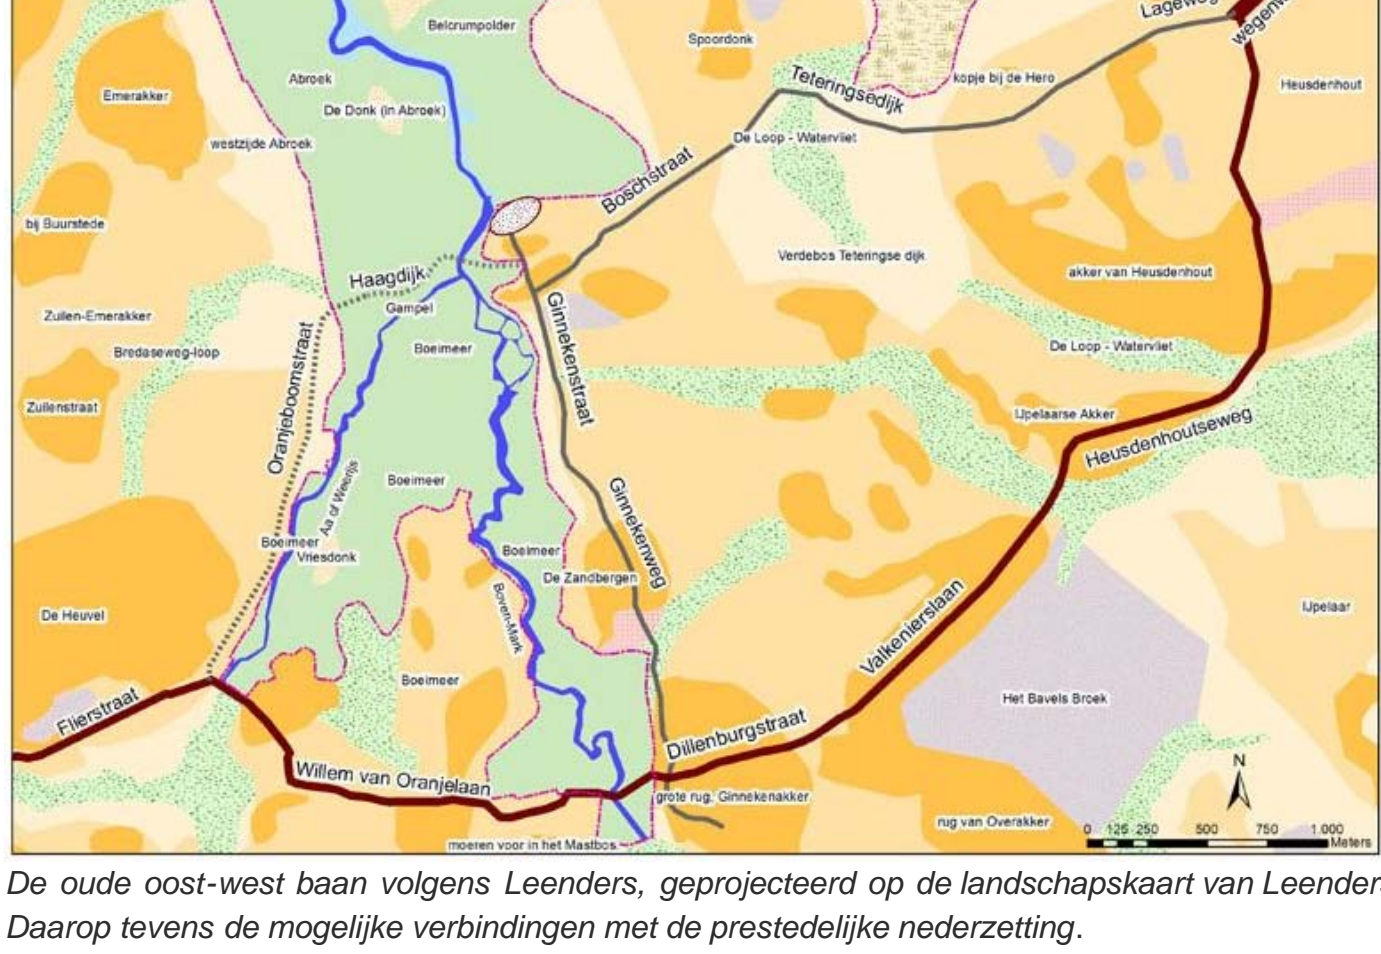 Lageweg
Belcrumpolder
Spoordonk
Abroek
Teteringsedijk
kopje bij de Hero
Heusdenhout
Emerakker
De Donk (in Abroek)
De Loop - Watervliet
westzijde Abroek
Boschstraat
bij Buurstede
Haagdijk
Verdebos Teteringse dijk
akker van Heusdenhout
Gampel
Zuilen-Emerakker
Ginnekenstraat
Bredaseweg-loop
Boeimeer
De Loop - Watervliet
Oranjeboomstraat
Zuilenstraat
IJpelaarse Akker
Heusdenhoutseweg
Boeimeer
Aa of Weerijs
Ginnekenweg
Boeimeer
Vriesdonk
Boeimeer
De Zandbergen
De Heuvel
Boven-Mark
IJpelaar
Valkenierslaan
Boeimeer
Het Bavels Broek
Flierstraat
Dillenburgstraat
Willem van Oranjelaan
N
grote rug, Ginnekenakker
rug van Overakker
0 125 250 500 750 1.000
Meters
moeren voor in het Mastbos
De oude oost-west baan volgens Leenders, geprojecteerd op de landschapskaart van
Daarop tevens de mogelijke verbindingen met de prestedelijke nederzetting.